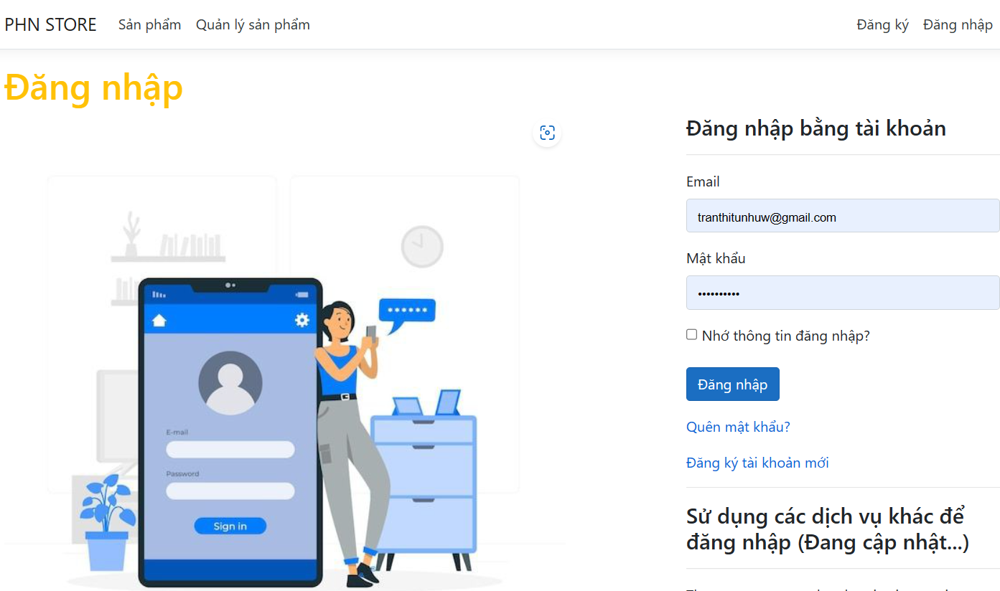 PHN STORE Sản phẩm Quản lý sản phẩm Đăng ký Đăng nhập
Đăng nhập
Đăng nhập bằng tài khoản
Email
tranthitunhuw@gmail.com
Mật khẩu
••••••••••
Nhớ thông tin đăng nhập?
Đăng nhập
Quên mật khẩu?
Đăng ký tài khoản mới
Sử dụng các dịch vụ khác để
đăng nhập (Đang cập nhật...)
******
E-mail
Password
Sign in